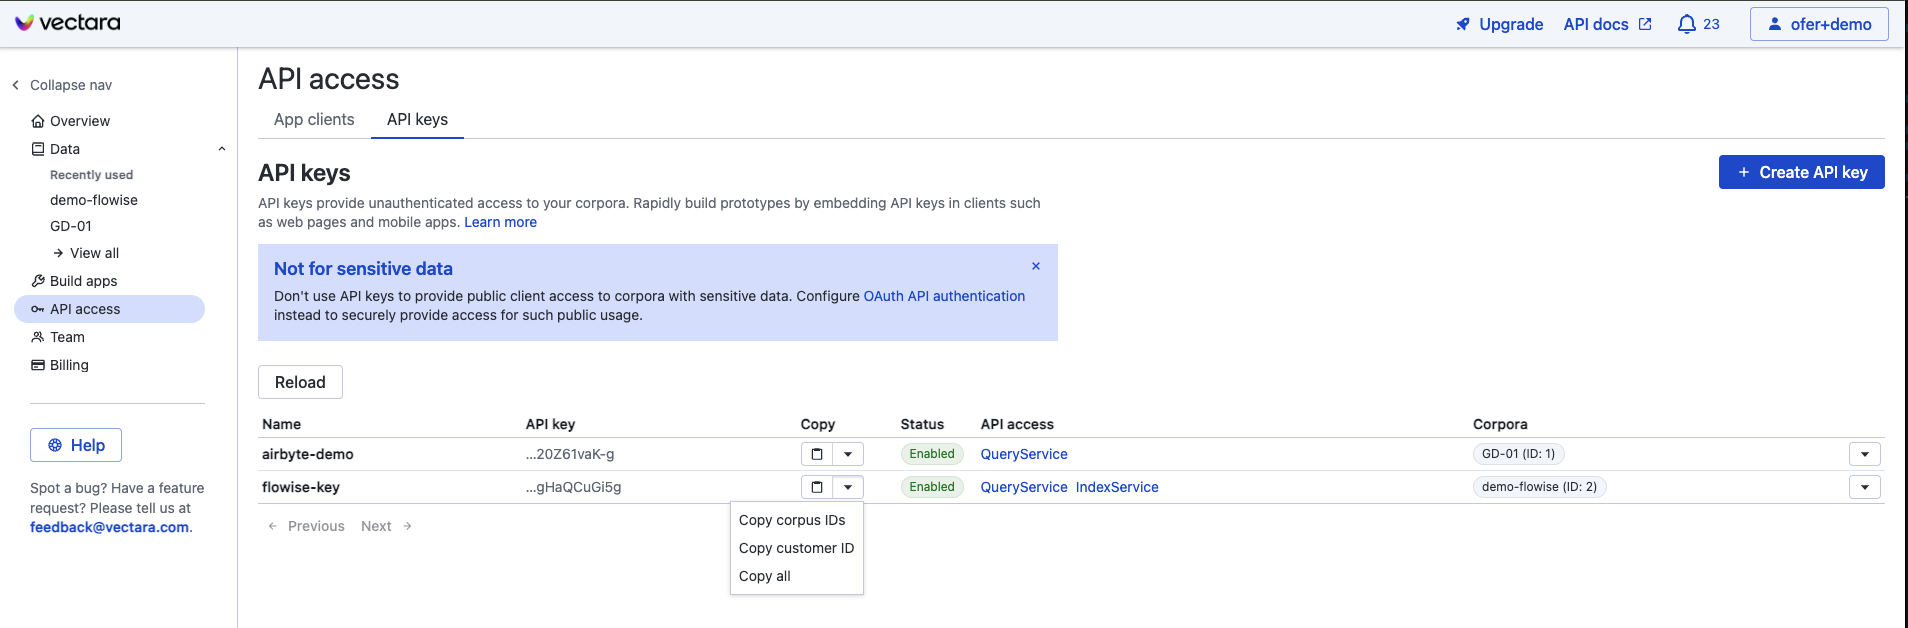 vectara
Upgrade API docs 23 ofer+demo
Collapse nav
Overview
Data
Recently used
demo-flowise
GD-01
→ View all
Build apps
API access
Team
Billing
Help
Spot a bug? Have a feature
request? Please tell us at
feedback@vectara.com.
API access
App clients API keys
API keys
+ Create API key
API keys provide unauthenticated access to your corpora. Rapidly build prototypes by embedding API keys in clients such
as web pages and mobile apps. Learn more
Not for sensitive data
Don't use API keys to provide public client access to corpora with sensitive data. Configure OAuth API authentication
instead to securely provide access for such public usage.
Reload
Name API key Copy Status API access Corpora
airbyte-demo ...20Z61vaK-g Enabled QueryService GD-01 (ID: 1)
flowise-key ...gHaQCuGi5g Enabled QueryService IndexService demo-flowise (ID: 2)
← Previous Next →
Copy corpus IDs
Copy customer ID
Copy all